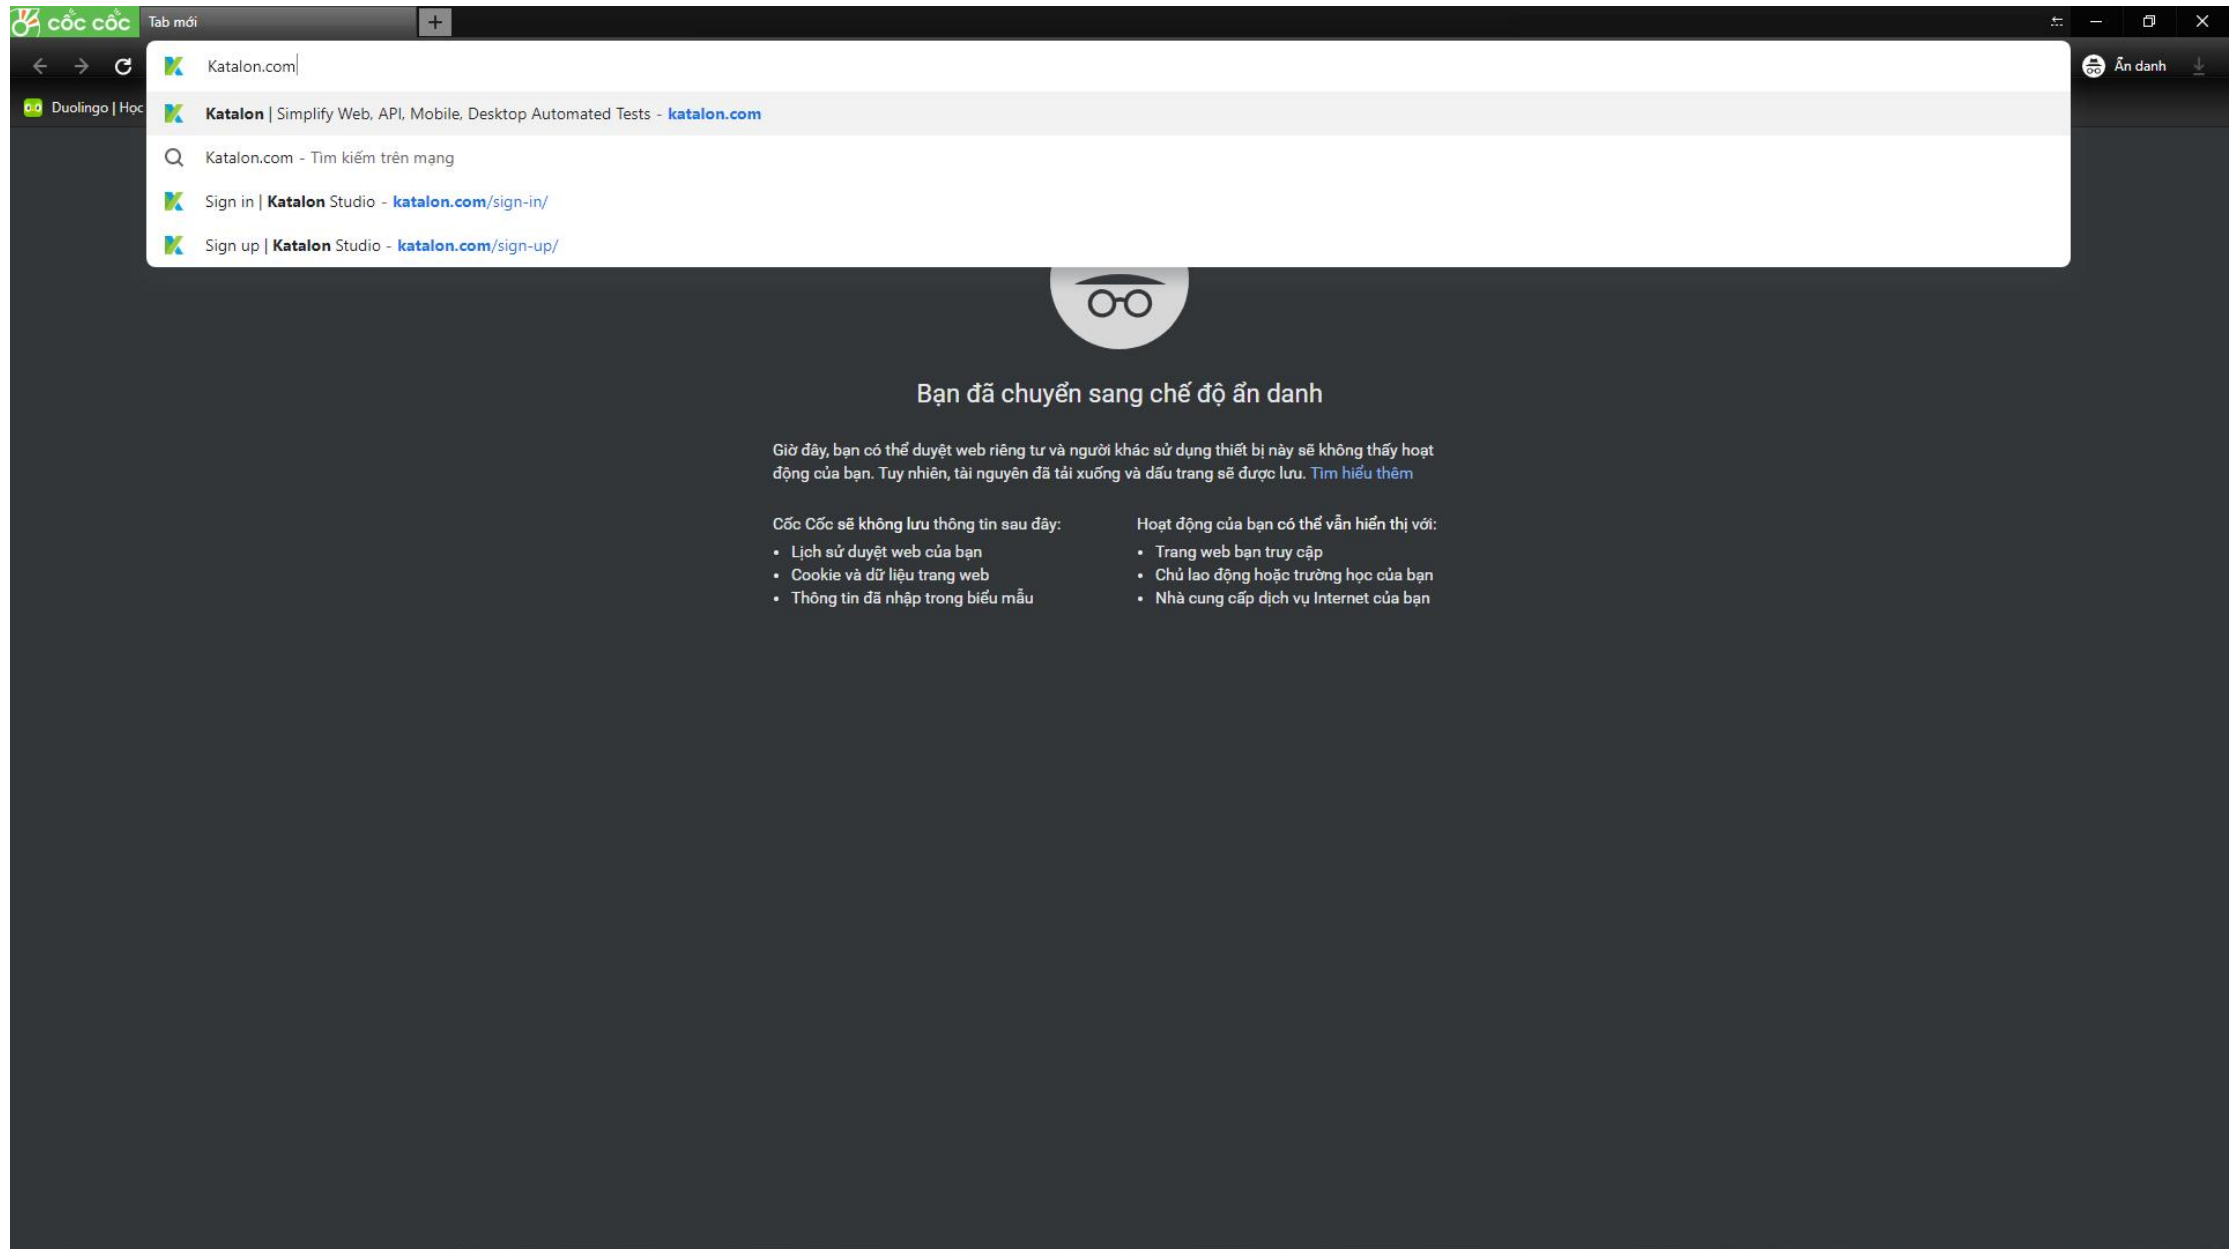 cốc cốc
Tab mới
Katalon.com
Ẩn danh
Duolingo | Học
Katalon | Simplify Web, API, Mobile, Desktop Automated Tests - katalon.com
Katalon.com - Tìm kiếm trên mạng
Sign in | Katalon Studio - katalon.com/sign-in/
Sign up | Katalon Studio - katalon.com/sign-up/
Bạn đã chuyển sang chế độ ẩn danh
Giờ đây, bạn có thể duyệt web riêng tư và người khác sử dụng thiết bị này sẽ không thấy hoạt
động của bạn. Tuy nhiên, tài nguyên đã tải xuống và dấu trang sẽ được lưu. Tìm hiểu thêm
Cốc Cốc sẽ không lưu thông tin sau đây:
• Lịch sử duyệt web của bạn
• Cookie và dữ liệu trang web
• Thông tin đã nhập trong biểu mẫu
Hoạt động của bạn có thể vẫn hiển thị với:
• Trang web bạn truy cập
• Chủ lao động hoặc trường học của bạn
• Nhà cung cấp dịch vụ Internet của bạn